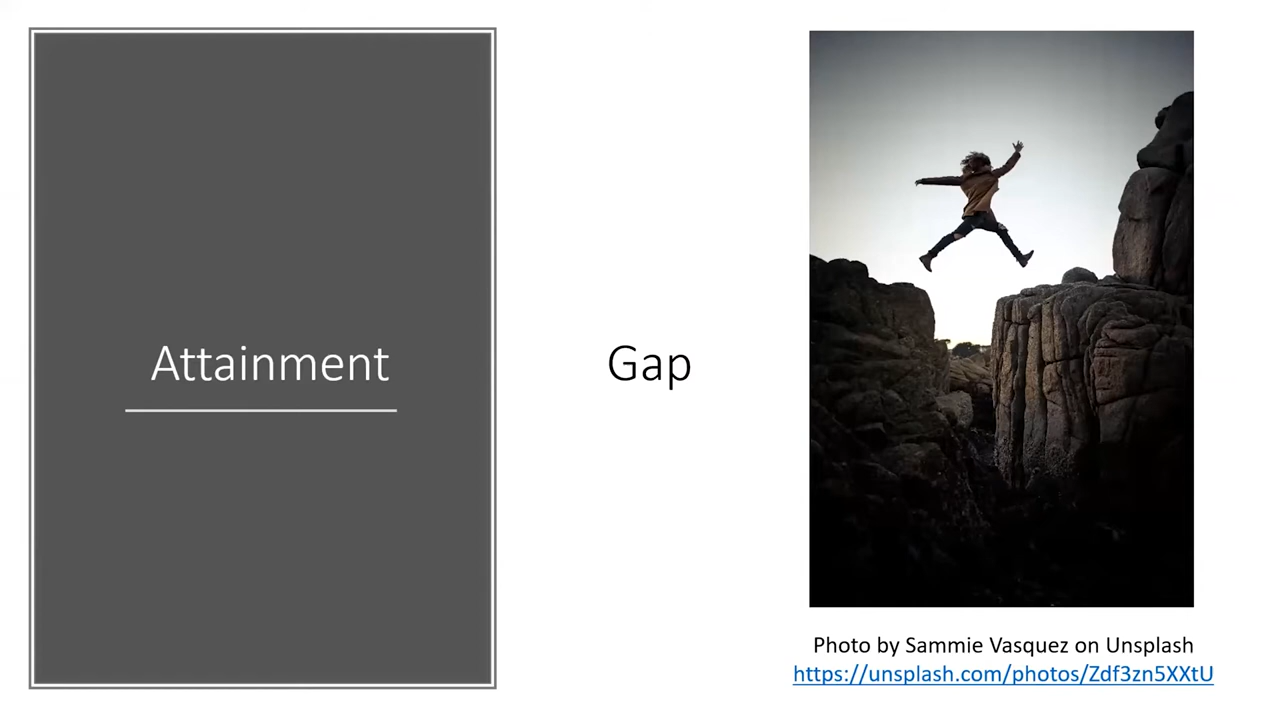 Attainment
Gap
Photo by Sammie Vasquez on Unsplash
https://unsplash.com/photos/Zdf3zn5XXtU